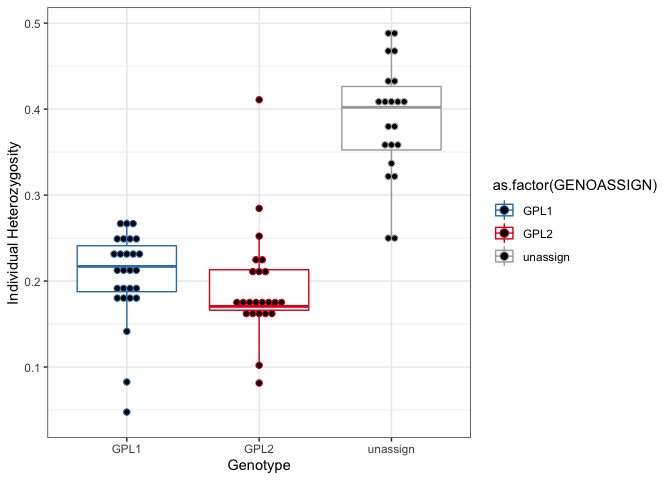 0.5
0.4
0.3
0.2
0.1
Individual Heterozygosity
GPL1 GPL2 unassign
Genotype
as.factor(GENOASSIGN)
GPL1
GPL2
unassign